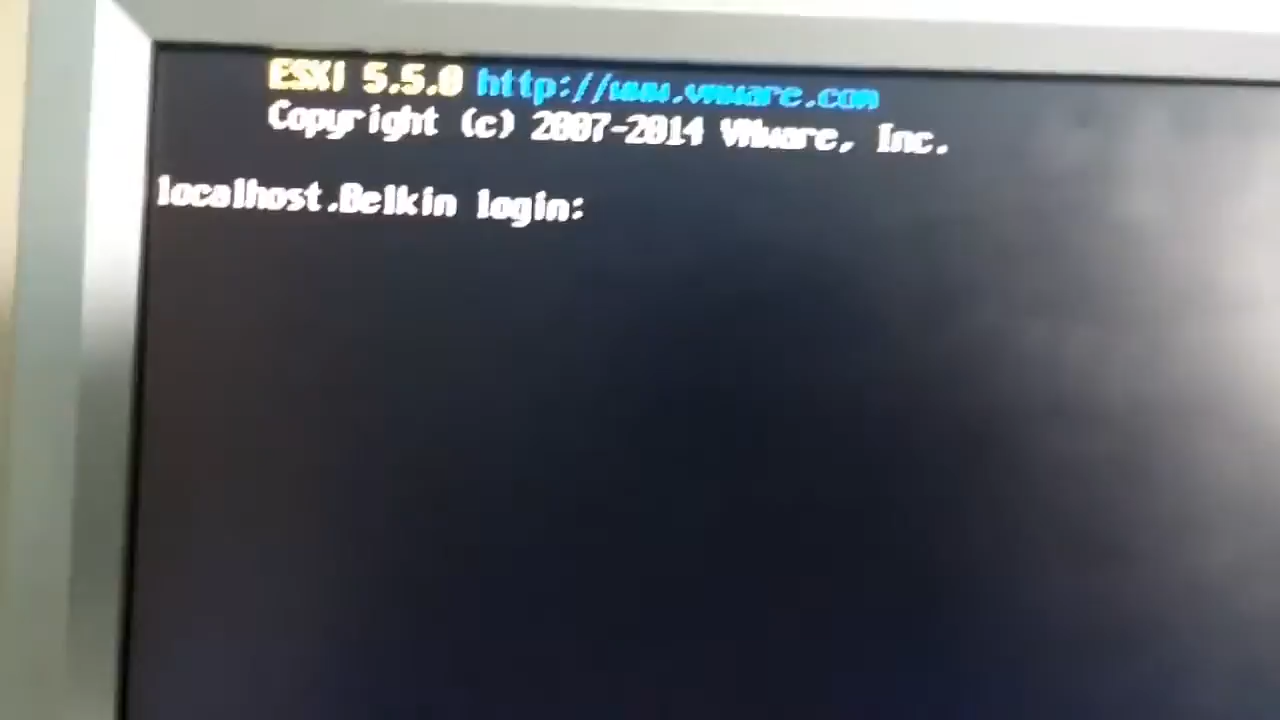 ESXi 5.5.0 http://www.vmware.com
Copyright (c) 2007-2014 VMware, Inc.
localhost.Belkin login: